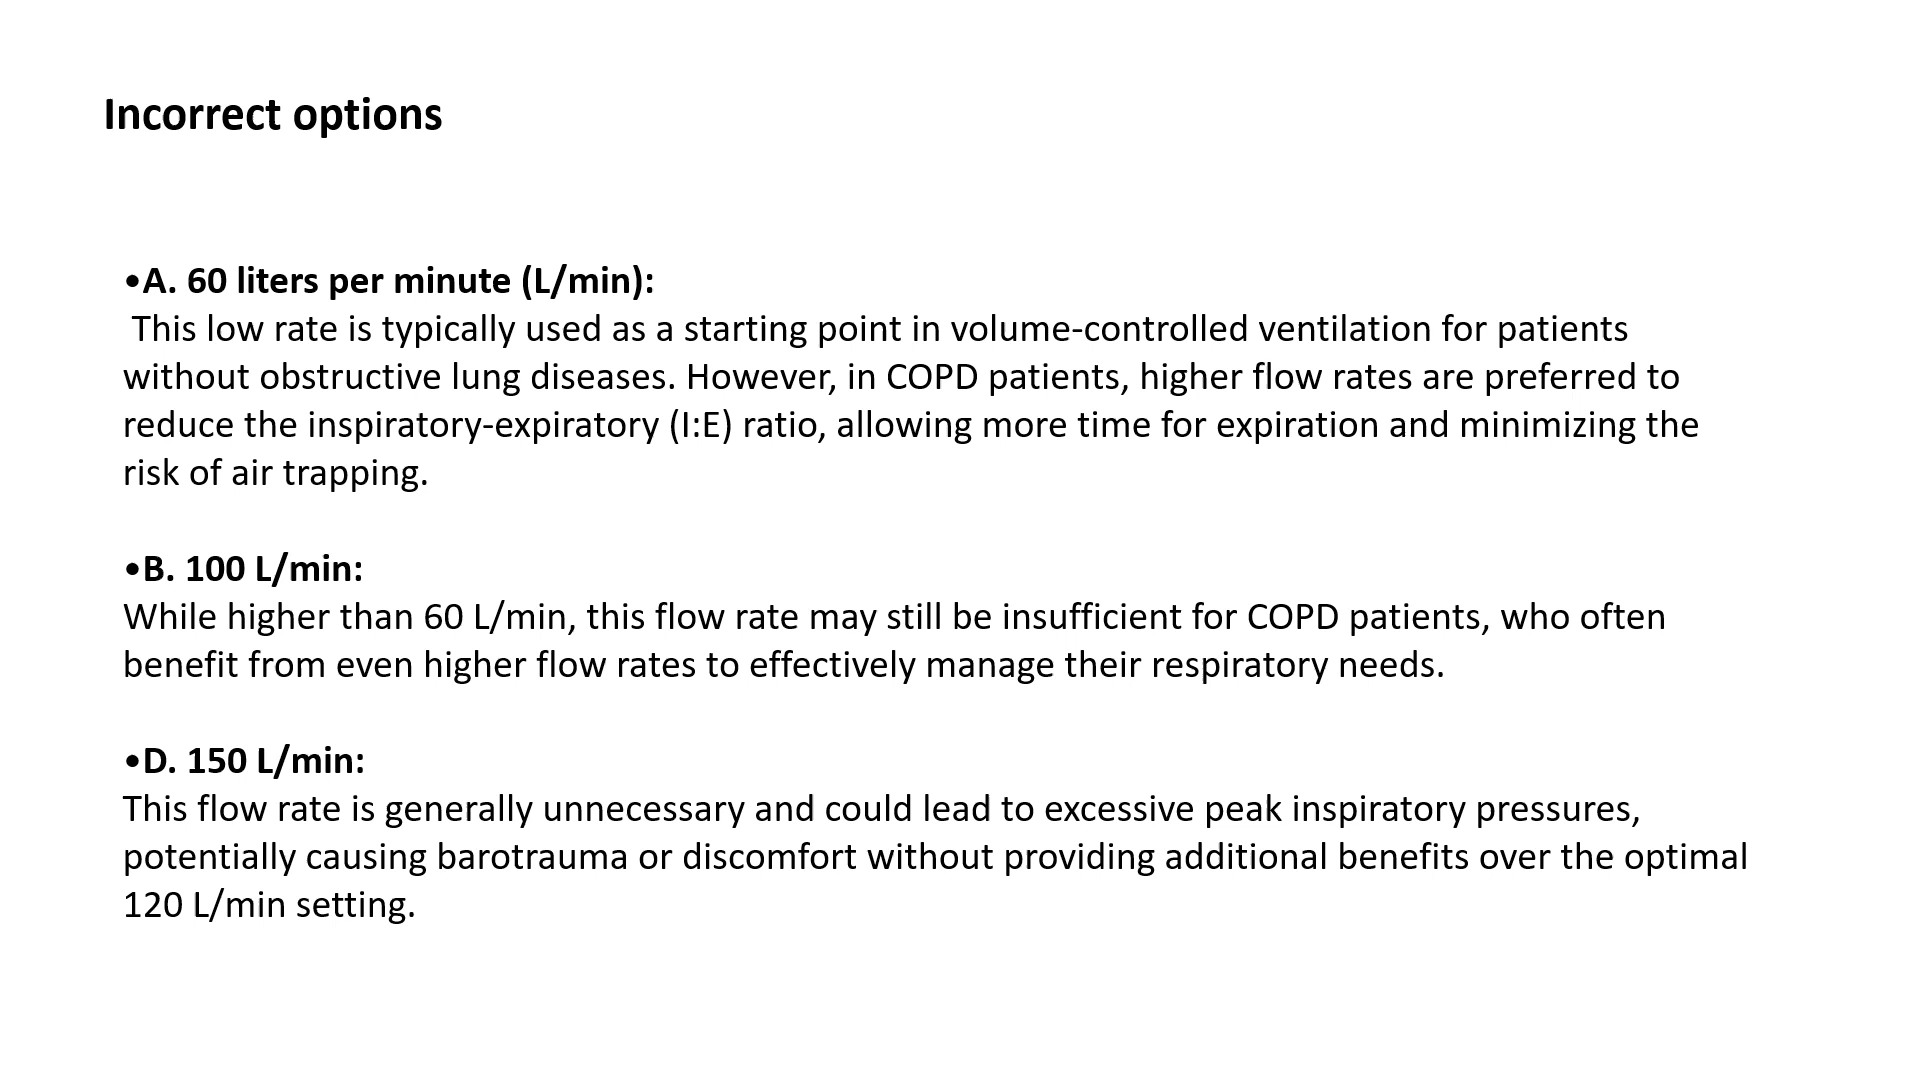 Incorrect options
•A. 60 liters per minute (L/min):
This low rate is typically used as a starting point in volume-controlled ventilation for patients
without obstructive lung diseases. However, in COPD patients, higher flow rates are preferred to
reduce the inspiratory-expiratory (I:E) ratio, allowing more time for expiration and minimizing the
risk of air trapping.
•B. 100 L/min:
While higher than 60 L/min, this flow rate may still be insufficient for COPD patients, who often
benefit from even higher flow rates to effectively manage their respiratory needs.
•D. 150 L/min:
This flow rate is generally unnecessary and could lead to excessive peak inspiratory pressures,
potentially causing barotrauma or discomfort without providing additional benefits over the optimal
120 L/min setting.